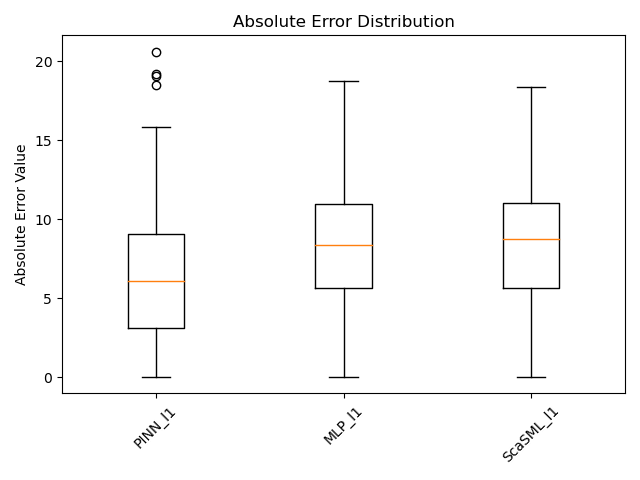 Absolute Error Distribution
Absolute Error Value
20
15
10
5
0
PINN_l1
MLP_l1
ScaSML_l1